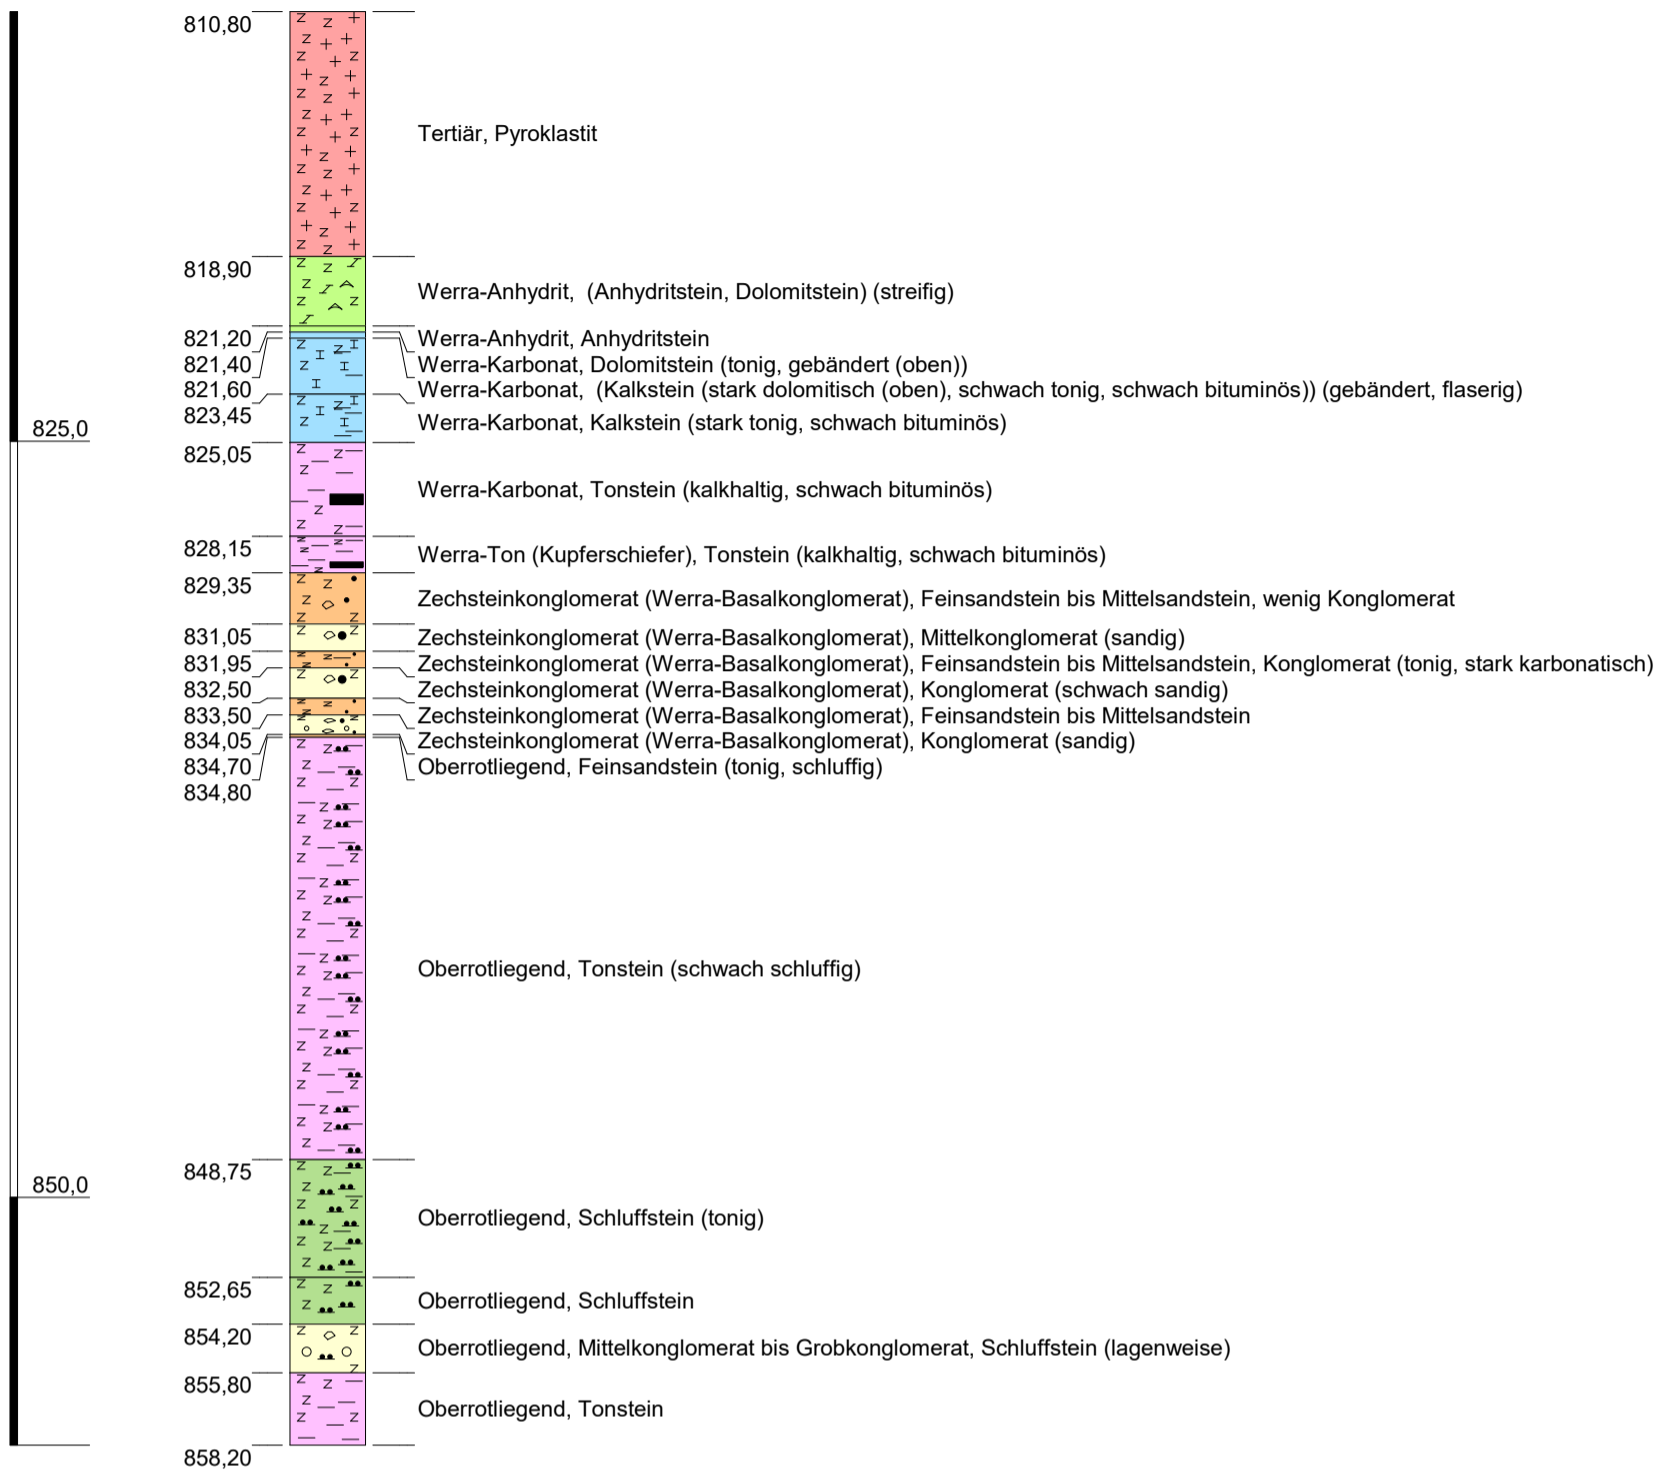 810,80
Tertiär, Pyroklastit
818,90
Werra-Anhydrit, (Anhydritstein, Dolomitstein) (streifig)
821,20
Werra-Anhydrit, Anhydritstein
821,40
Werra-Karbonat, Dolomitstein (tonig, gebändert (oben))
821,60
Werra-Karbonat, (Kalkstein (stark dolomitisch (oben), schwach tonig, schwach bituminös)) (gebändert, flaserig)
823,45
Werra-Karbonat, Kalkstein (stark tonig, schwach bituminös)
825,0
825,05
Werra-Karbonat, Tonstein (kalkhaltig, schwach bituminös)
828,15
Werra-Ton (Kupferschiefer), Tonstein (kalkhaltig, schwach bituminös)
829,35
Zechsteinkonglomerat (Werra-Basalkonglomerat), Feinsandstein bis Mittelsandstein, wenig Konglomerat
831,05
Zechsteinkonglomerat (Werra-Basalkonglomerat), Mittelkonglomerat (sandig)
831,95
Zechsteinkonglomerat (Werra-Basalkonglomerat), Feinsandstein bis Mittelsandstein, Konglomerat (tonig, stark karbonatisch)
832,50
Zechsteinkonglomerat (Werra-Basalkonglomerat), Konglomerat (schwach sandig)
833,50
Zechsteinkonglomerat (Werra-Basalkonglomerat), Feinsandstein bis Mittelsandstein
834,05
Zechsteinkonglomerat (Werra-Basalkonglomerat), Konglomerat (sandig)
834,70
Oberrotliegend, Feinsandstein (tonig, schluffig)
834,80
Oberrotliegend, Tonstein (schwach schluffig)
848,75
850,0
Oberrotliegend, Schluffstein (tonig)
852,65
Oberrotliegend, Schluffstein
854,20
Oberrotliegend, Mittelkonglomerat bis Grobkonglomerat, Schluffstein (lagenweise)
855,80
Oberrotliegend, Tonstein
858,20